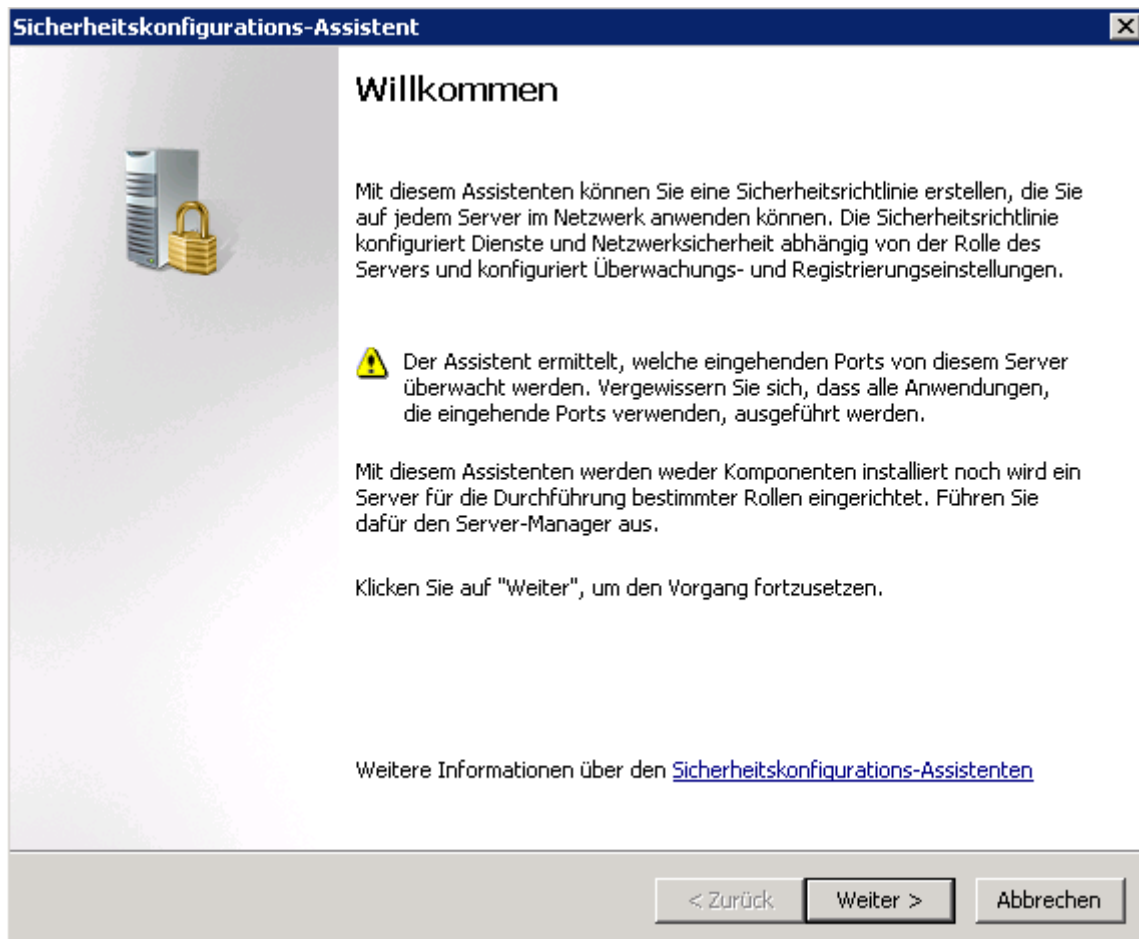 Sicherheitskonfigurations-Assistent
Willkommen
Mit diesem Assistenten können Sie eine Sicherheitsrichtlinie erstellen, die Sie
auf jedem Server im Netzwerk anwenden können. Die Sicherheitsrichtlinie
konfiguriert Dienste und Netzwerksicherheit abhängig von der Rolle des
Servers und konfiguriert Überwachungs- und Registrierungseinstellungen.
Der Assistent ermittelt, welche eingehenden Ports von diesem Server
überwacht werden. Vergewissern Sie sich, dass alle Anwendungen,
die eingehende Ports verwenden, ausgeführt werden.
Mit diesem Assistenten werden weder Komponenten installiert noch wird ein
Server für die Durchführung bestimmter Rollen eingerichtet. Führen Sie
dafür den Server-Manager aus.
Klicken Sie auf "Weiter", um den Vorgang fortzusetzen.
Weitere Informationen über den Sicherheitskonfigurations-Assistenten
< Zurück Weiter > Abbrechen